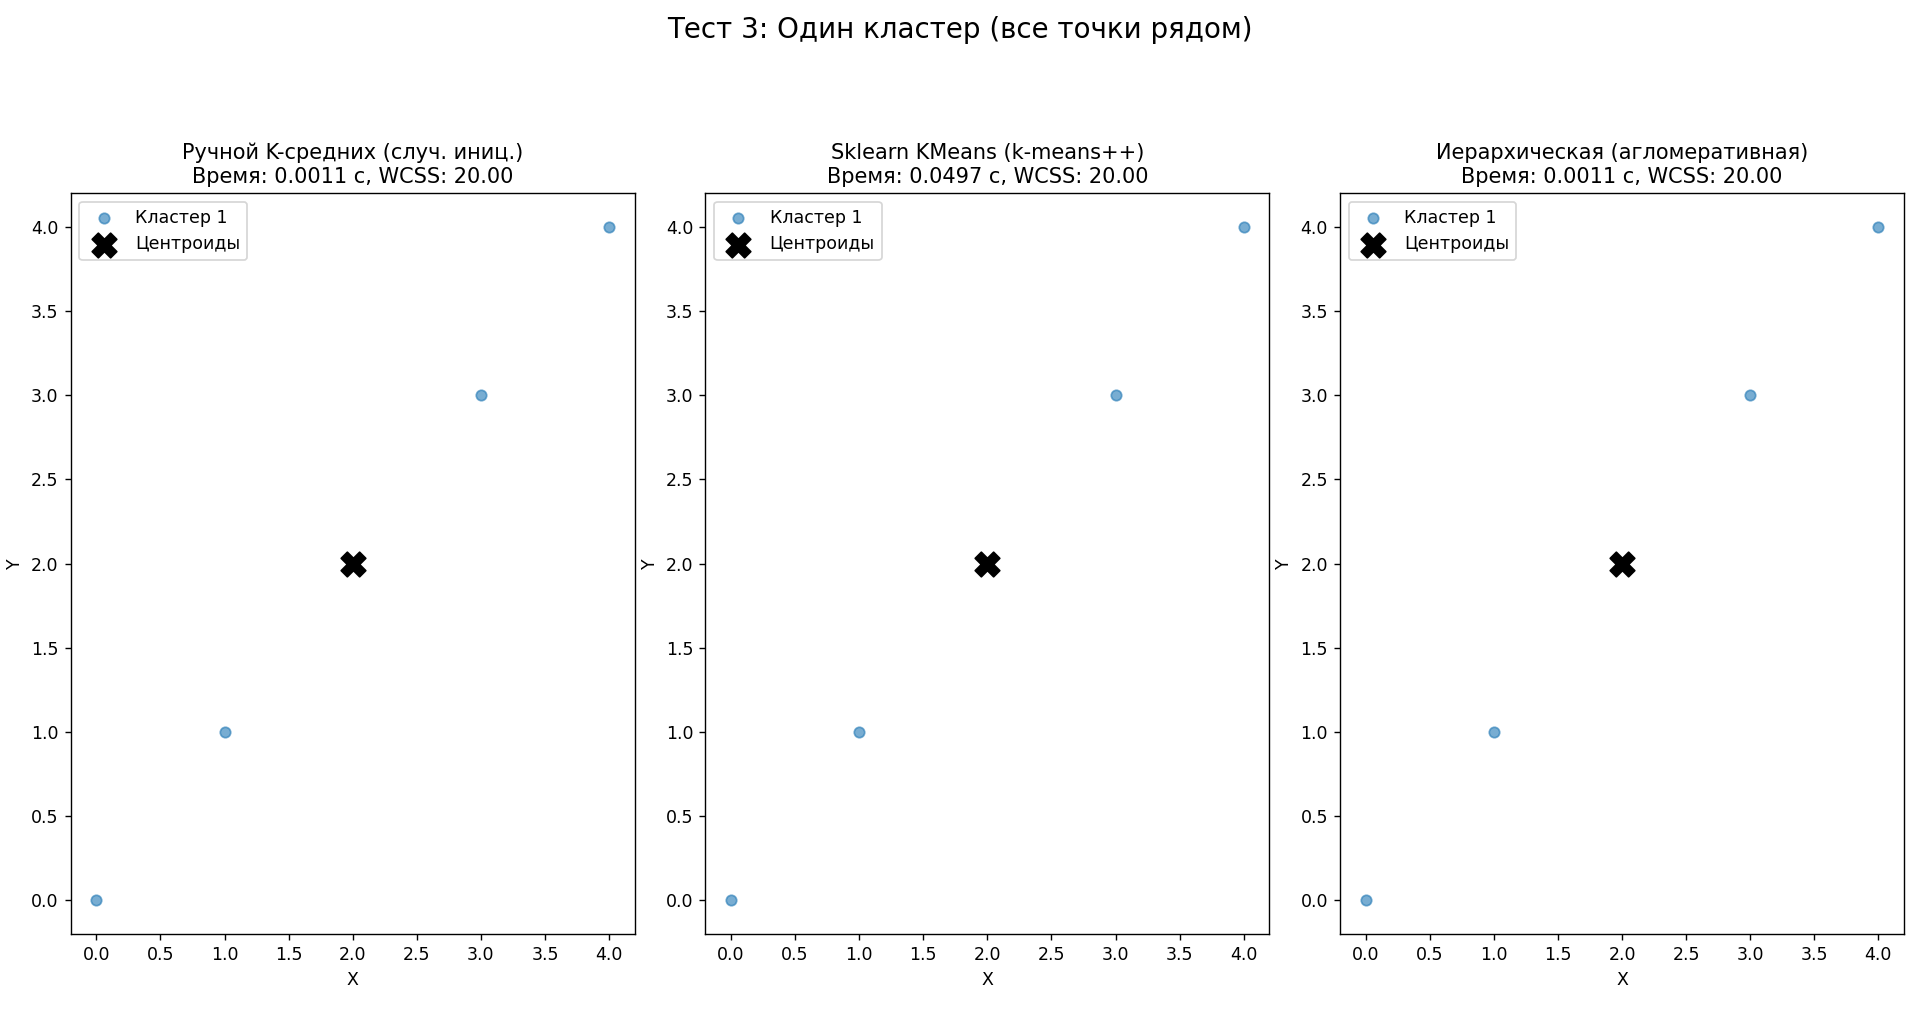 Тест 3: Один кластер (все точки рядом)
Ручной K-средних (случ. иниц.)
Время: 0.0011 с, WCSS: 20.00
Кластер 1
Центроиды
4.0
3.5
3.0
2.5
2.0
1.5
1.0
0.5
0.0
Y
0.0 0.5 1.0 1.5 2.0 2.5 3.0 3.5 4.0
X
Sklearn KMeans (k-means++)
Время: 0.0497 с, WCSS: 20.00
Кластер 1
Центроиды
4.0
3.5
3.0
2.5
2.0
1.5
1.0
0.5
0.0
Y
0.0 0.5 1.0 1.5 2.0 2.5 3.0 3.5 4.0
X
Иерархическая (агломеративная)
Время: 0.0011 с, WCSS: 20.00
Кластер 1
Центроиды
4.0
3.5
3.0
2.5
2.0
1.5
1.0
0.5
0.0
Y
0.0 0.5 1.0 1.5 2.0 2.5 3.0 3.5 4.0
X